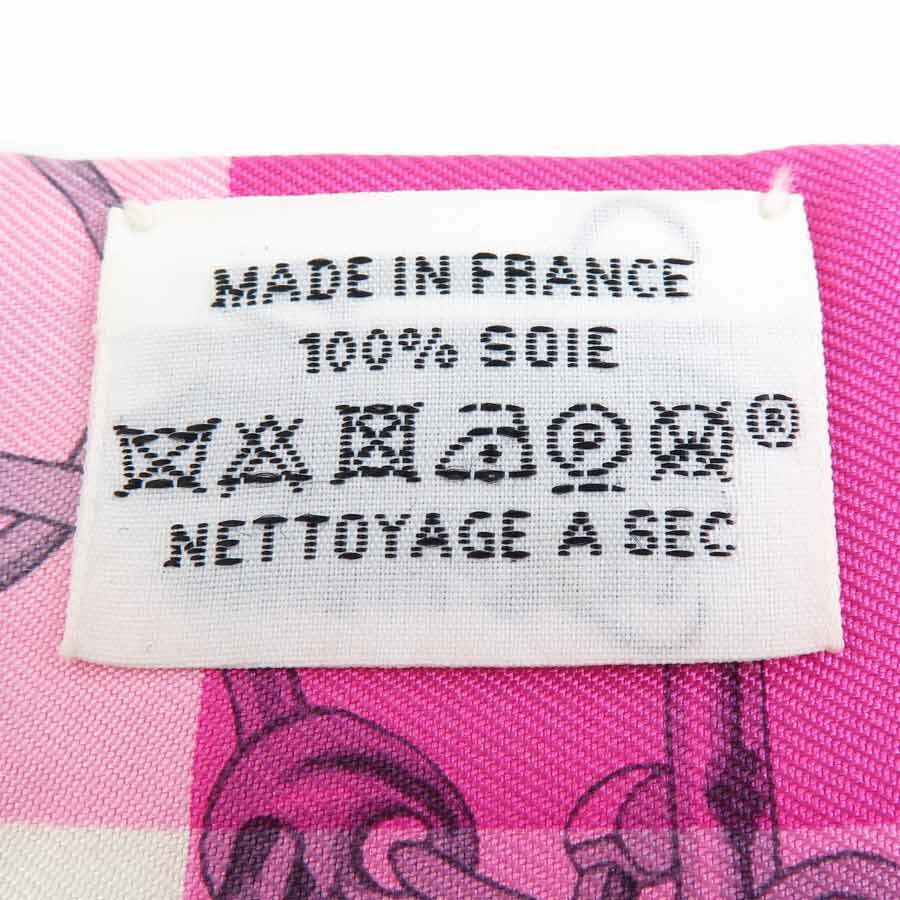 MADE IN FRANCE
100% SOIE
P W ®
NETTOYAGE A SEC